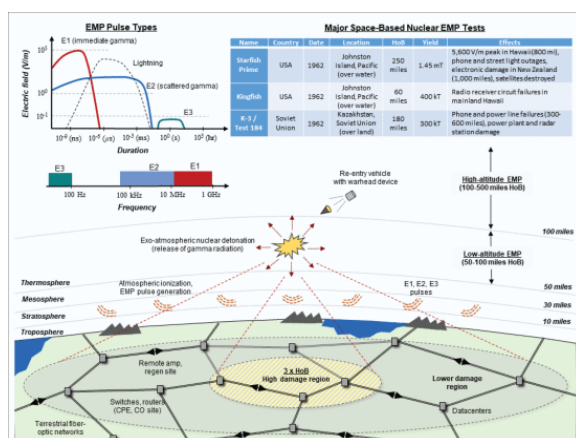 EMP Pulse Types
E1 (immediate gamma)
Lightning
E2 (scattered gamma)
E3
Electric field (V/m)
Duration
E3
E2
E1
100 Hz
100 kHz
10 MHz
1 GHz
Frequency
Major Space-Based Nuclear EMP Tests
Name Country Date Location HoB Yield Effects
Starfish Prime USA 1962 Johnston Island, Pacific (over water) 250 miles 1.45 mT 5,600 V/m peak in Hawaii(800 mi), phone and street light outages, electronic damage in New Zealand (1,000 miles), satellites destroyed
Kingfish USA 1962 Johnston Island, Pacific (over water) 60 miles 400kT Radio receiver circuit failures in mainland Hawaii
K-3 / Test 184 Soviet Union 1962 Kazakhstan, Soviet Union (over land) 180 miles 300kT Phone and power line failures (300-600 miles), power plant and radar station damage
Re-entry vehicle
with warhead device
High-altitude EMP
(100-500 miles HoB)
100 miles
Exo-atmospheric nuclear detonation
(release of gamma radiation)
Low-altitude EMP
(50-100 miles HoB)
Thermosphere
50 miles
Atmospheric ionization,
EMP pulse generation
E1, E2, E3
pulses
Mesosphere
30 miles
Stratosphere
10 miles
Troposphere
Remote amp,
regen site
3 x HoB
High damage region
Lower damage
region
Switches, routers
(CPE, CO site)
Datacenters
Terrestrial fiber-
optic networks